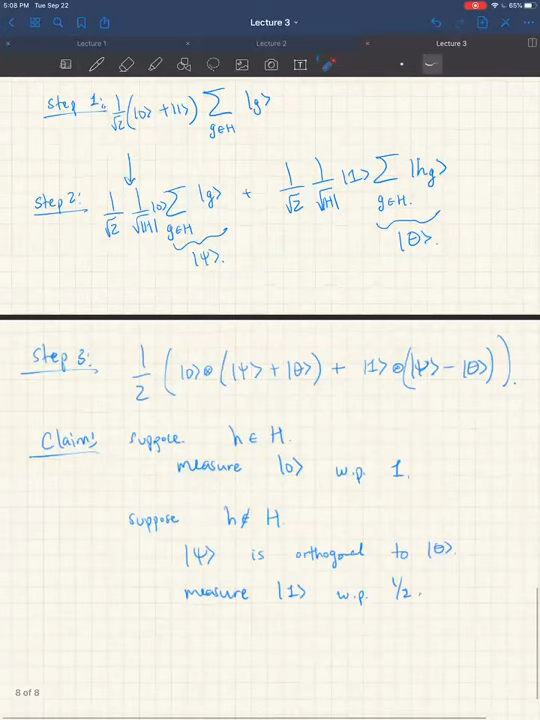 5:08 PM Tue Sep 22
65%
Lecture 3
Lecture 1 Lecture 2 Lecture 3
Step 1: 1/√2 (|0> + |1>) ∑_{g∈H} |g>
Step 2: 1/√2 1/√|H| |0> ∑_{g∈H} |g> + 1/√2 1/√|H| |1> ∑_{g∈H.} |hg>
|Ψ>. |θ>.
Step 3: 1/2 (|0>⊗(|Ψ> + |θ>) + |1>⊗(|Ψ> − |θ>)).
Claim: suppose h ∈ H.
measure |0> w.p. 1.
suppose h ∉ H.
|Ψ> is orthogonal to |θ>.
measure |1> w.p. 1/2.
8 of 8